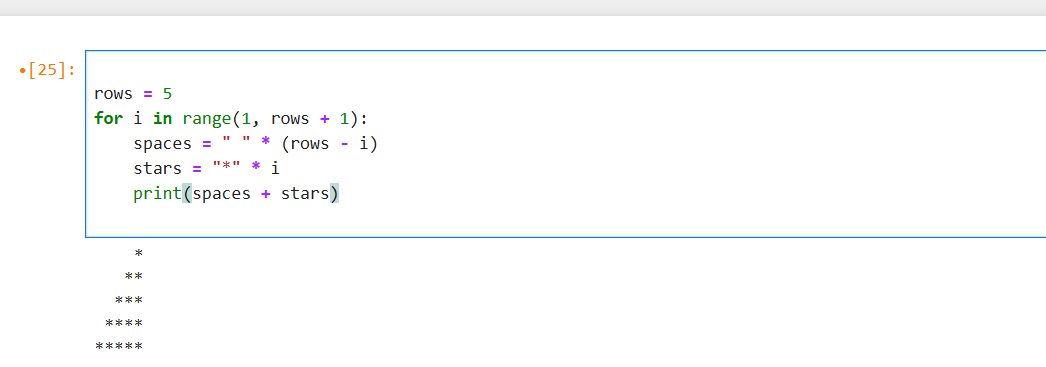 •[25]:
rows = 5
for i in range(1, rows + 1):
    spaces = " " * (rows - i)
    stars = "*" * i
    print(spaces + stars)
    *
   **
  ***
 ****
*****